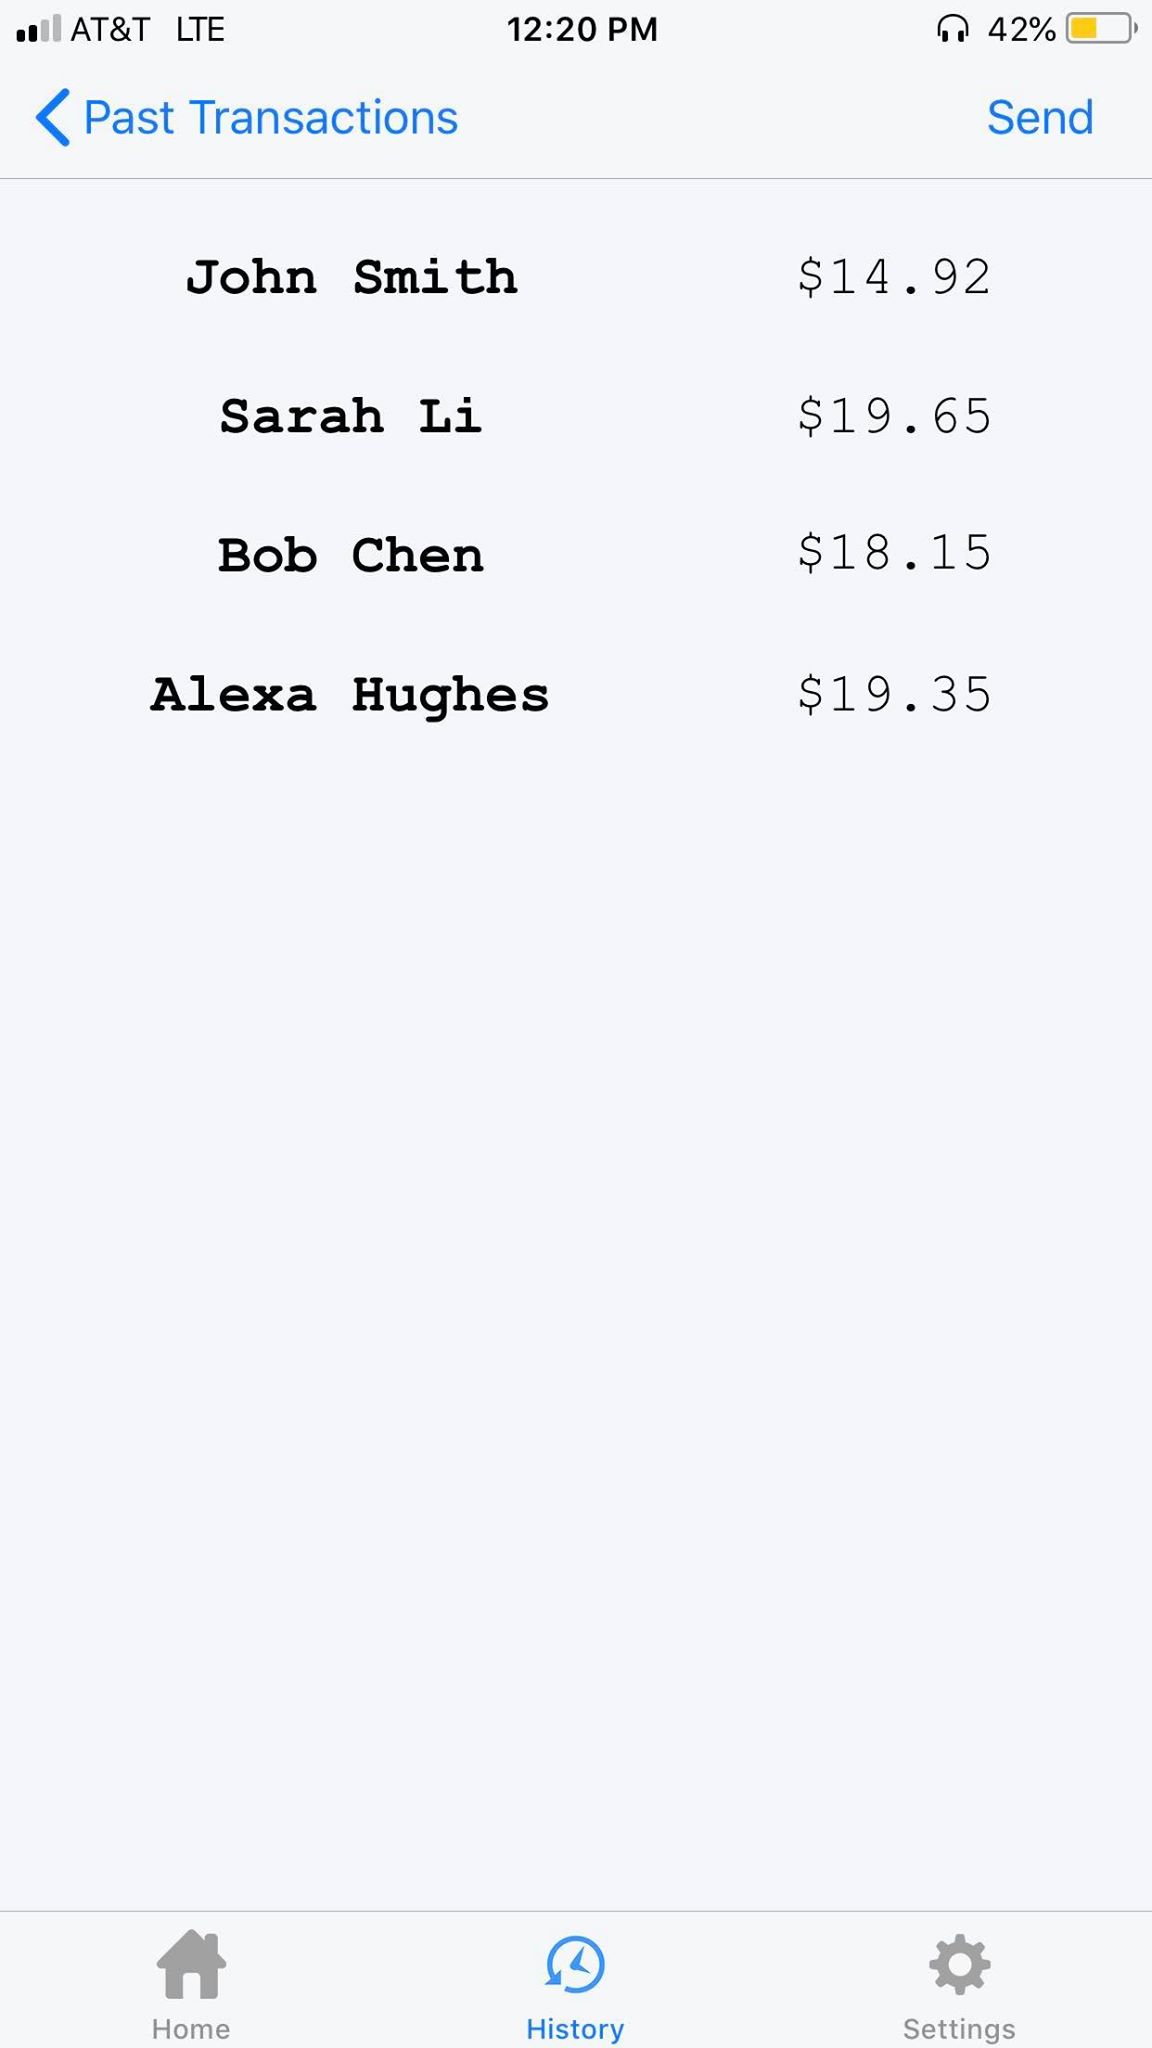 AT&T LTE 12:20 PM 42%
Past Transactions Send
John Smith $14.92
Sarah Li $19.65
Bob Chen $18.15
Alexa Hughes $19.35
Home History Settings